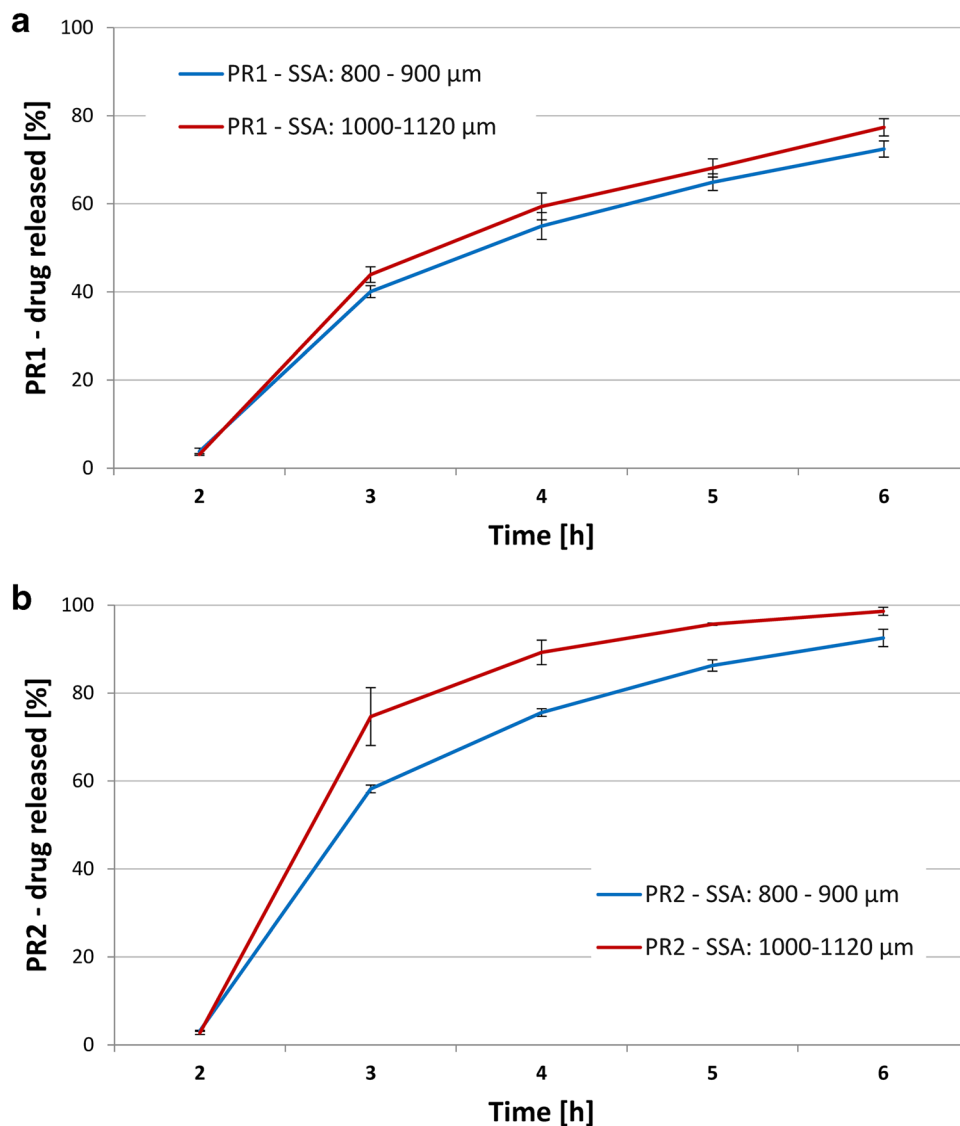 a
100
80
60
40
20
0
PR1 - drug released [%]
PR1 - SSA: 800 - 900 µm
PR1 - SSA: 1000-1120 µm
2 3 4 5 6
Time [h]
b
100
80
60
40
20
0
PR2 - drug released [%]
PR2 - SSA: 800 - 900 µm
PR2 - SSA: 1000-1120 µm
2 3 4 5 6
Time [h]